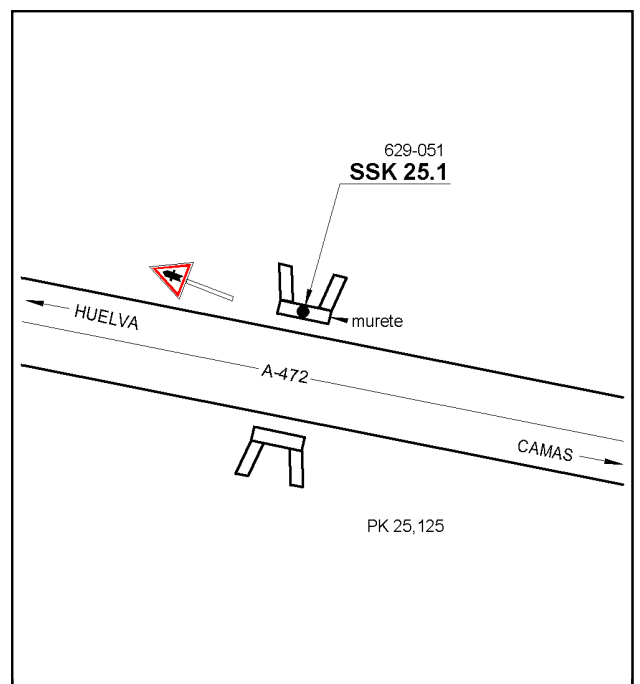 629-051
SSK 25.1
murete
HUELVA
A-472
CAMAS
PK 25,125